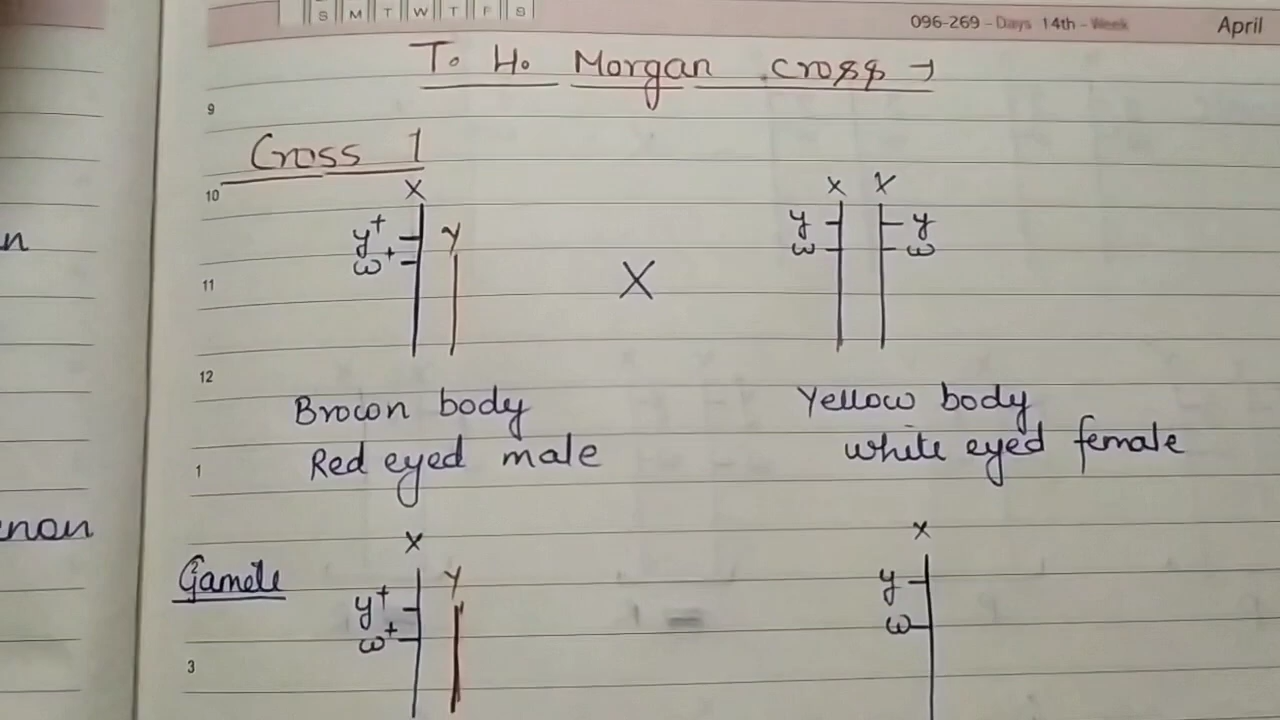 S M T W T F S
096-269 - Days 14th - Week April
T. H. Morgan cross →
9
Cross 1
10
X X X
y+ Y y y
w+ w w
11
X
12
Brown body Yellow body
Red eyed male white eyed female
1
n
non
X X
Gamete
y+ Y y
w+ w
3